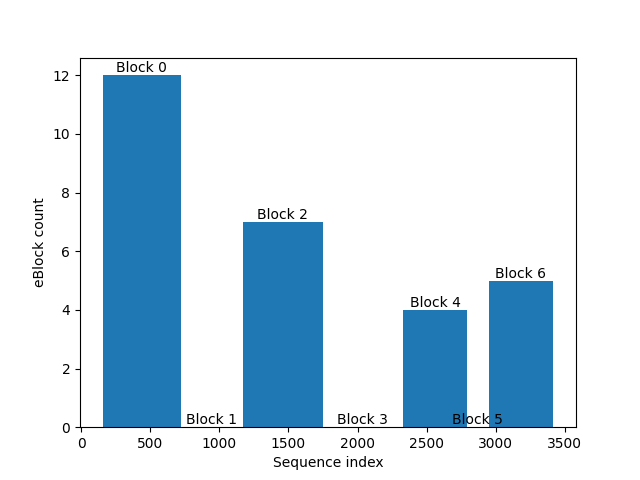 Block 0
Block 2
Block 6
Block 4
Block 1
Block 3
Block 5
12
10
8
6
4
2
0
eBlock count
0
500
1000
1500
2000
2500
3000
3500
Sequence index